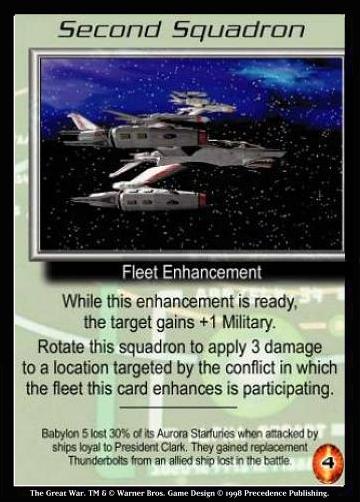 Second Squadron
Fleet Enhancement
While this enhancement is ready,
the target gains +1 Military.
Rotate this squadron to apply 3 damage
to a location targeted by the conflict in which
the fleet this card enhances is participating.
Babylon 5 lost 30% of its Aurora Starfuries when attacked by
ships loyal to President Clark. They gained replacement
Thunderbolts from an allied ship lost in the battle.
4
The Great War. TM & © Warner Bros. Game Design © 1998 Precedence Publishing.